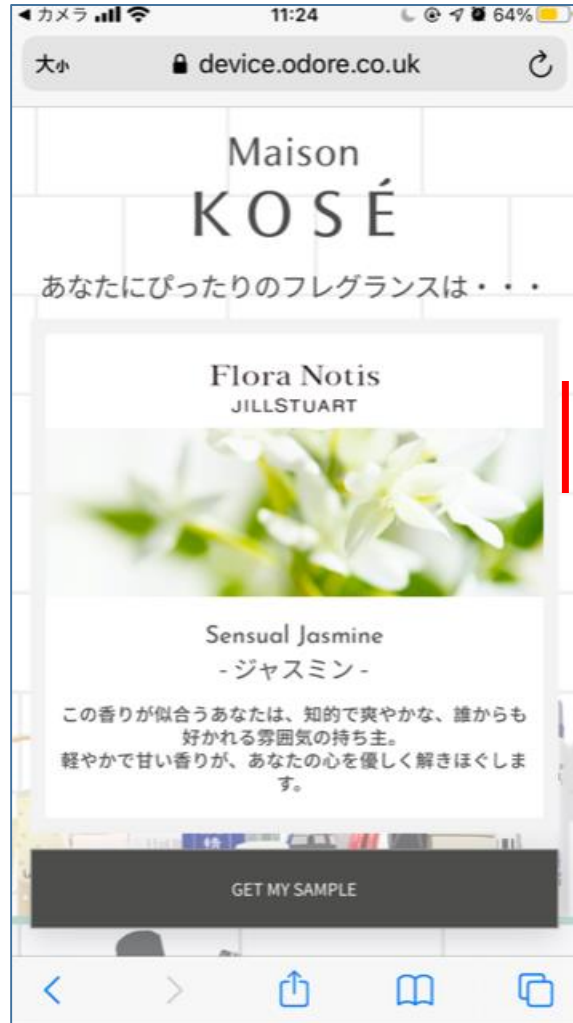 カメラ 11:24 64%
大小 device.odore.co.uk
Maison
KOSÉ
あなたにぴったりのフレグランスは・・・
Flora Notis
JILLSTUART
Sensual Jasmine
- ジャスミン -
この香りが似合うあなたは、知的で爽やかな、誰からも
好かれる雰囲気の持ち主。
軽やかで甘い香りが、あなたの心を優しく解きほぐしま
す。
GET MY SAMPLE